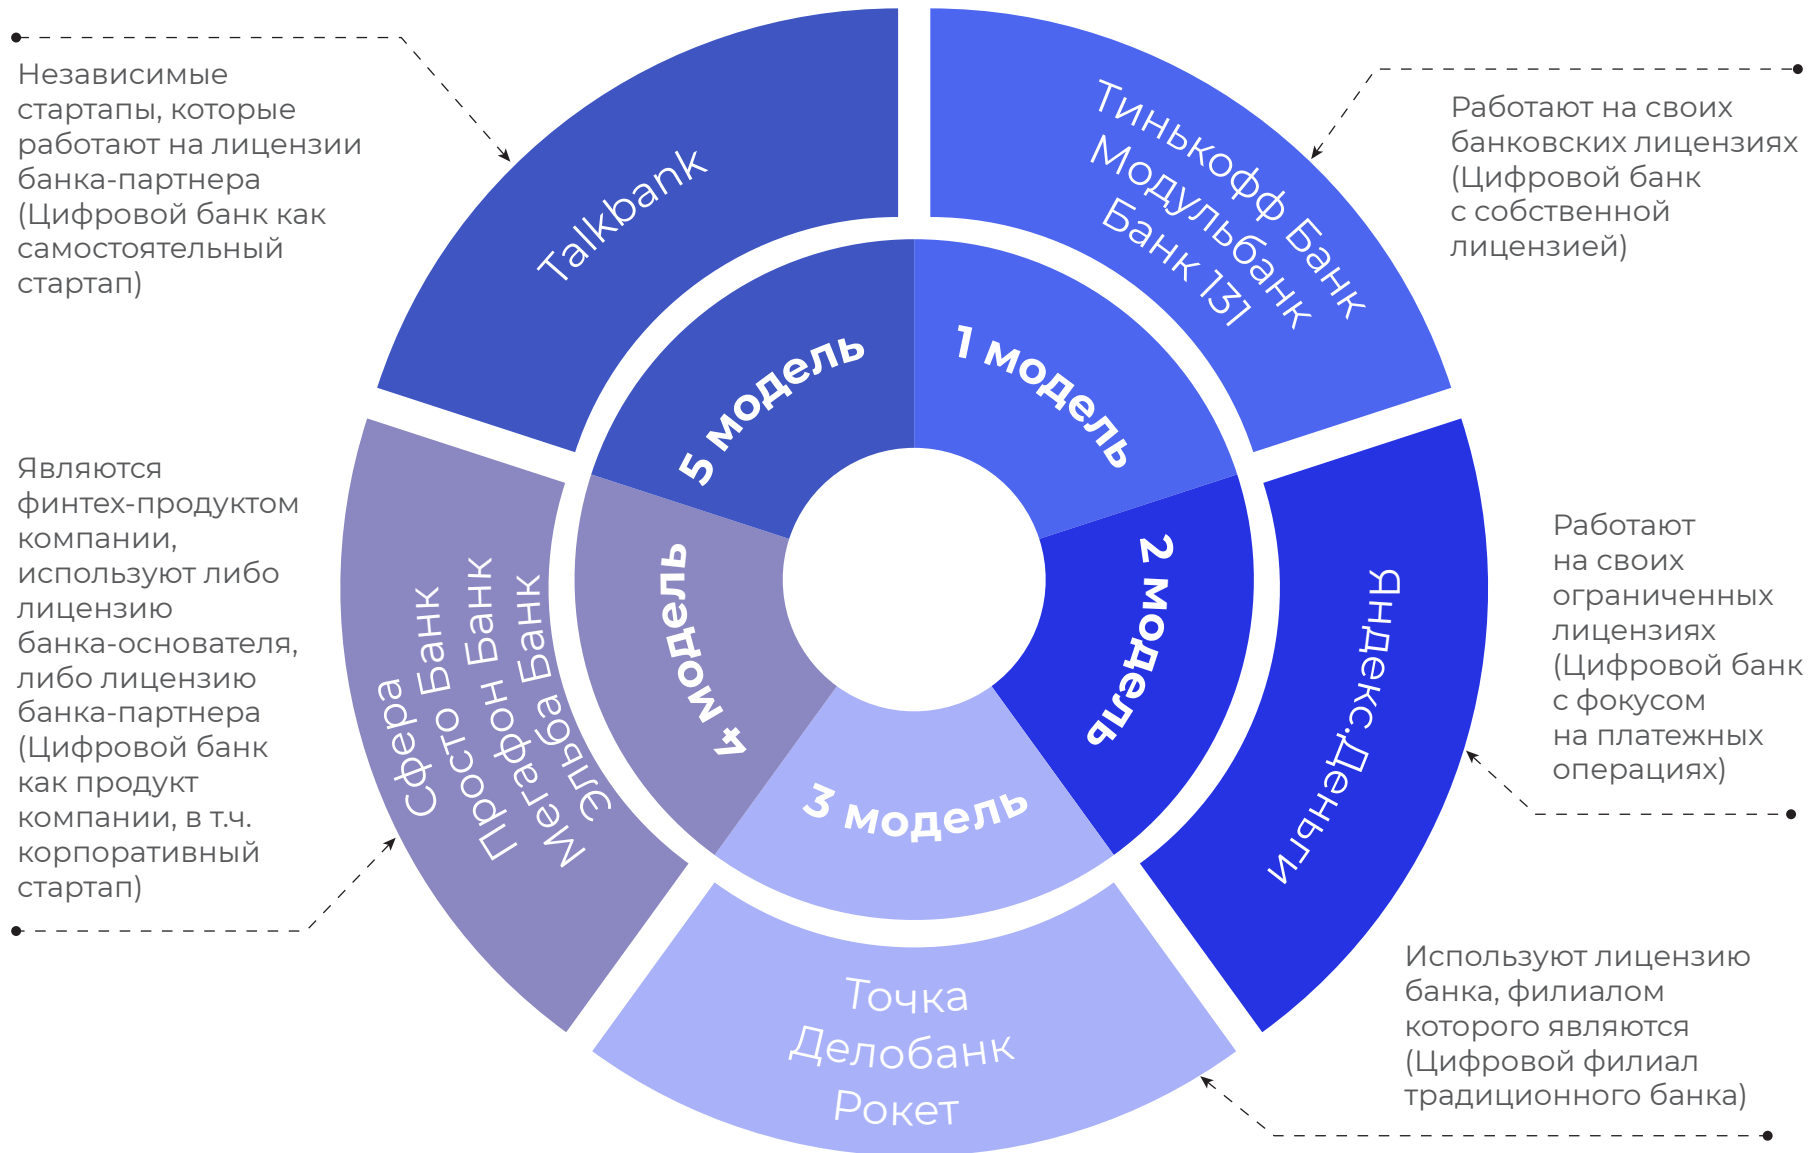 Независимые
стартапы, которые
работают на лицензии
банка-партнера
(Цифровой банк как
самостоятельный
стартап)
Talkbank
5 модель
Тинькофф Банк
Модульбанк
Банк 131
1 модель
Работают на своих
банковских лицензиях
(Цифровой банк
с собственной
лицензией)
Являются
финтех-продуктом
компании,
используют либо
лицензию
банка-основателя,
либо лицензию
банка-партнера
(Цифровой банк
как продукт
компании, в т.ч.
корпоративный
стартап)
Сфера
Просто Банк
Мегафон Банк
Эльба Банк
4 модель
2 модель
Яндекс.Деньги
Работают
на своих
ограниченных
лицензиях
(Цифровой банк
с фокусом
на платежных
операциях)
3 модель
Точка
Делобанк
Рокет
Используют лицензию
банка, филиалом
которого являются
(Цифровой филиал
традиционного банка)